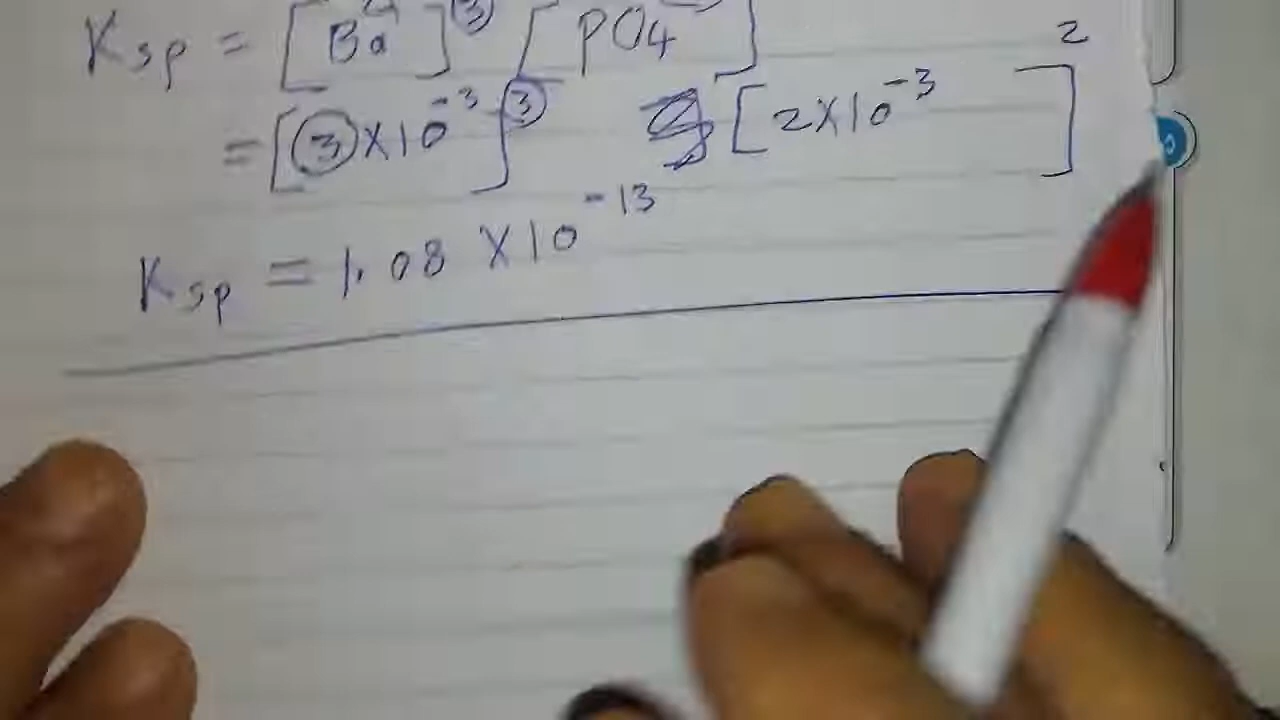 Ksp = [Ba]³ [PO4]
= [3×10⁻³]³ [2×10⁻³]²
Ksp = 1.08 ×10⁻¹³